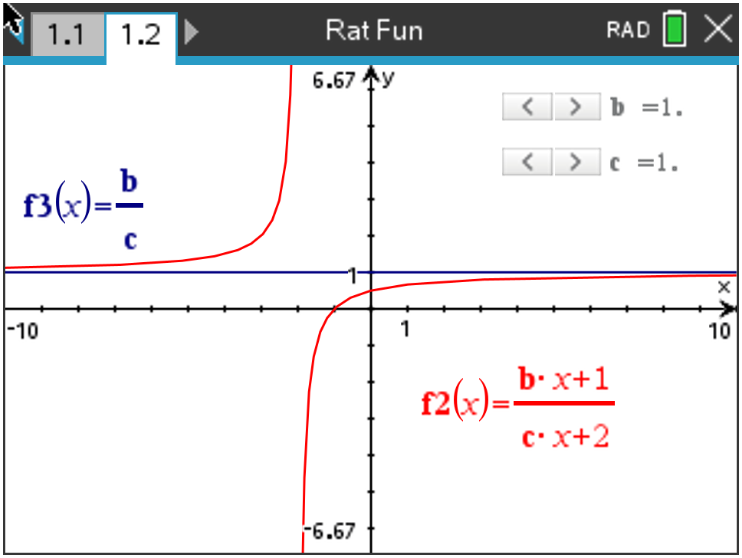 1.1 1.2 Rat Fun RAD
6.67 y
< > b =1.
< > c =1.
f3(x)=b/c
1
x
-10 1 10
f2(x)=b· x+1/c· x+2
-6.67